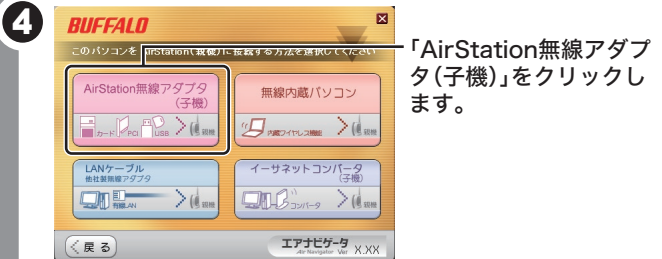 4
BUFFALO
このパソコンを AirStation(親機)に接続する方法を選択してください
AirStation無線アダプタ
(子機)
カード PCI USB 親機
無線内蔵パソコン
内蔵ワイヤレス機能 親機
LANケーブル
他社製無線アダプタ
有線LAN 親機
イーサネットコンバータ
(子機)
コンバータ 親機
戻る
エアナビゲータ
Air Navigator Ver X.XX
「AirStation無線アダプ
タ(子機)」をクリックし
ます。